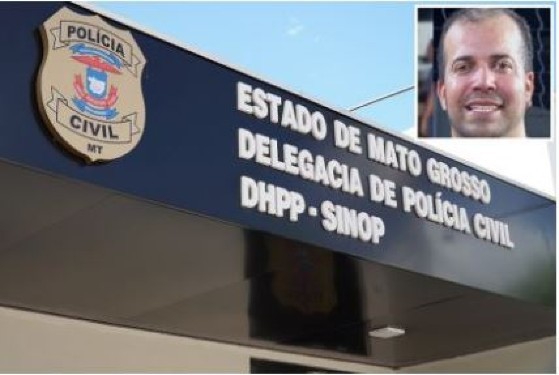 POLÍCIA
CIVIL
MT
ESTADO DE MATO GROSSO
DELEGACIA DE POLÍCIA CIVIL
DHPP - SINOP